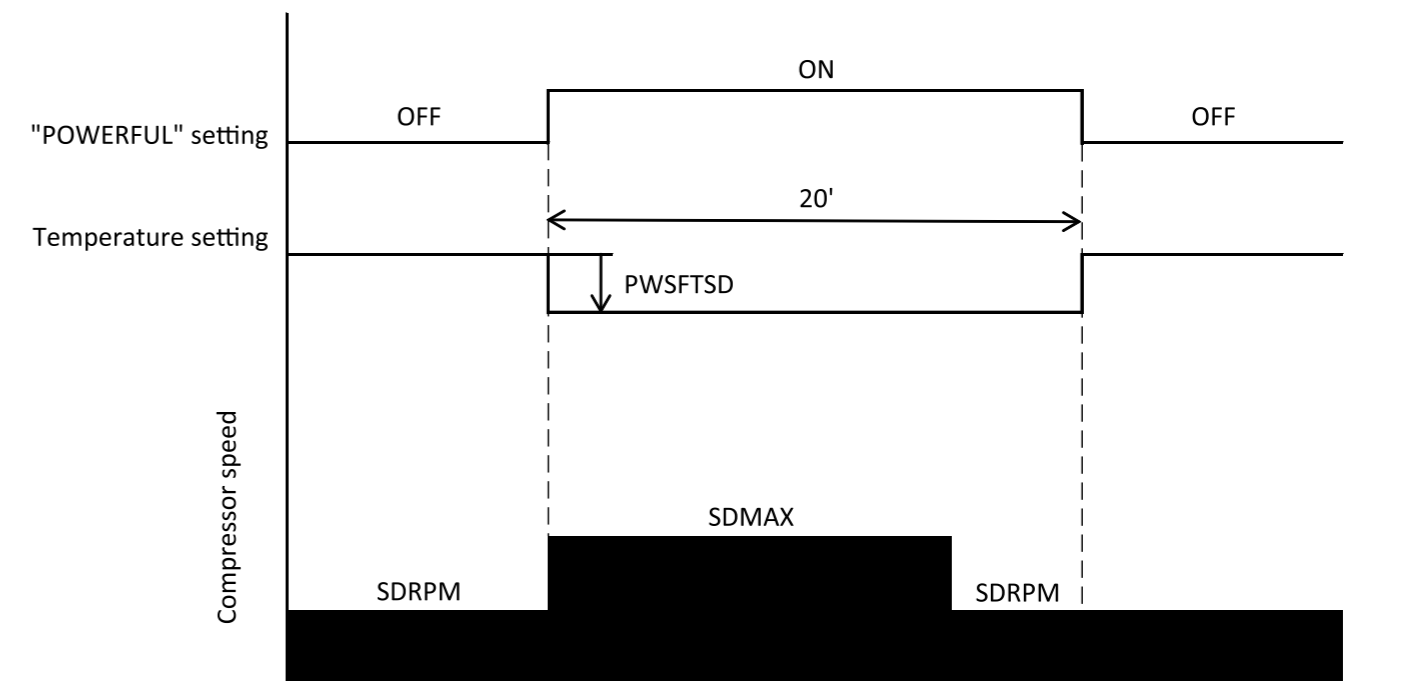 ON
OFF
OFF
"POWERFUL" setting
20'
Temperature setting
PWSFTSD
Compressor speed
SDMAX
SDRPM
SDRPM